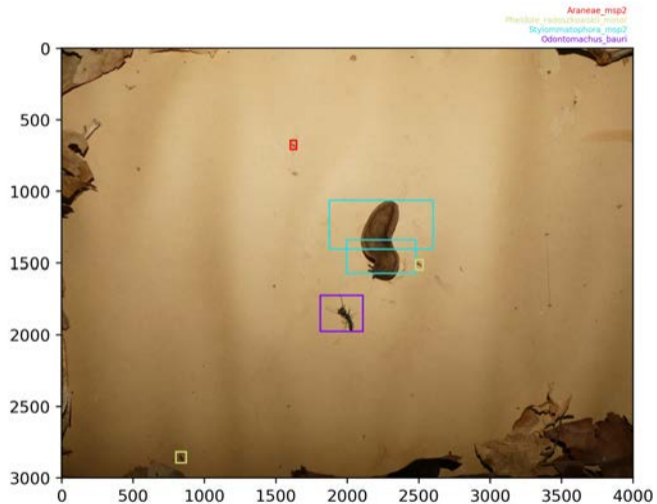 Araneae_msp2
Pheidole_radoszkowskii_minor
Stylommatophora_msp2
Odontomachus_bauri
0
500
1000
1500
2000
2500
3000
0 500 1000 1500 2000 2500 3000 3500 4000